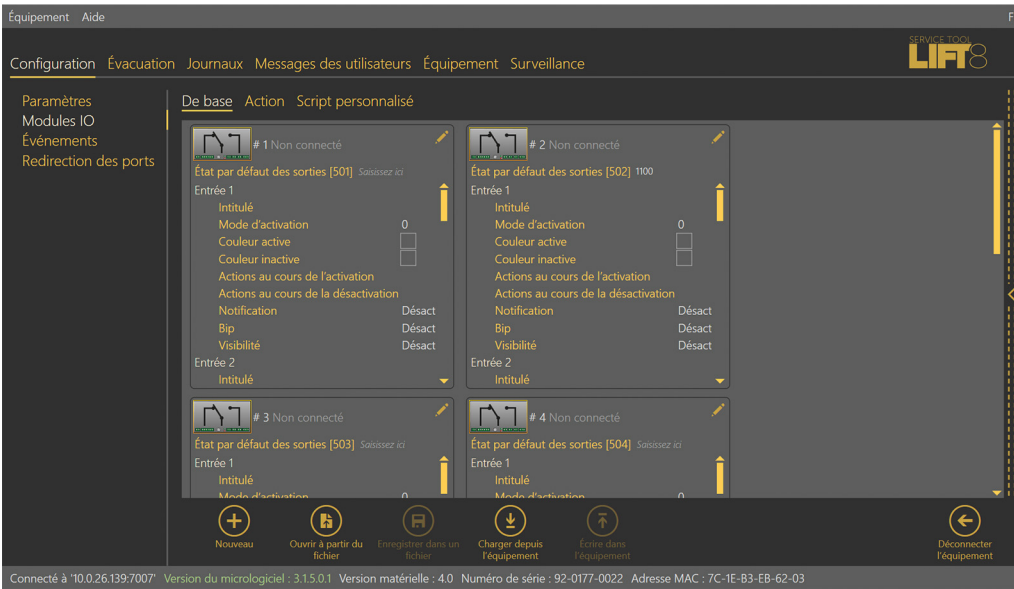 Équipement Aide
F
SERVICE TOOL
LIFT8
Configuration Évacuation Journaux Messages des utilisateurs Équipement Surveillance
Paramètres
Modules IO
Événements
Redirection des ports
De base Action Script personnalisé
# 1 Non connecté
État par défaut des sorties [501] Saisissez ici
Entrée 1
Intitulé
Mode d'activation 0
Couleur active
Couleur inactive
Actions au cours de l'activation
Actions au cours de la désactivation
Notification Désact
Bip Désact
Visibilité Désact
Entrée 2
Intitulé
# 2 Non connecté
État par défaut des sorties [502] 1100
Entrée 1
Intitulé
Mode d'activation 0
Couleur active
Couleur inactive
Actions au cours de l'activation
Actions au cours de la désactivation
Notification Désact
Bip Désact
Visibilité Désact
Entrée 2
Intitulé
# 3 Non connecté
État par défaut des sorties [503] Saisissez ici
Entrée 1
Intitulé
Mode d'activation 0
# 4 Non connecté
État par défaut des sorties [504] Saisissez ici
Entrée 1
Intitulé
Mode d'activation 0
Nouveau
Ouvrir à partir du
fichier
Enregistrer dans un
fichier
Charger depuis
l'équipement
Écrire dans
l'équipement
Déconnecter
l'équipement
Connecté à '10.0.26.139:7007' Version du micrologiciel : 3.1.5.0.1 Version matérielle : 4.0 Numéro de série : 92-0177-0022 Adresse MAC : 7C-1E-B3-EB-62-03